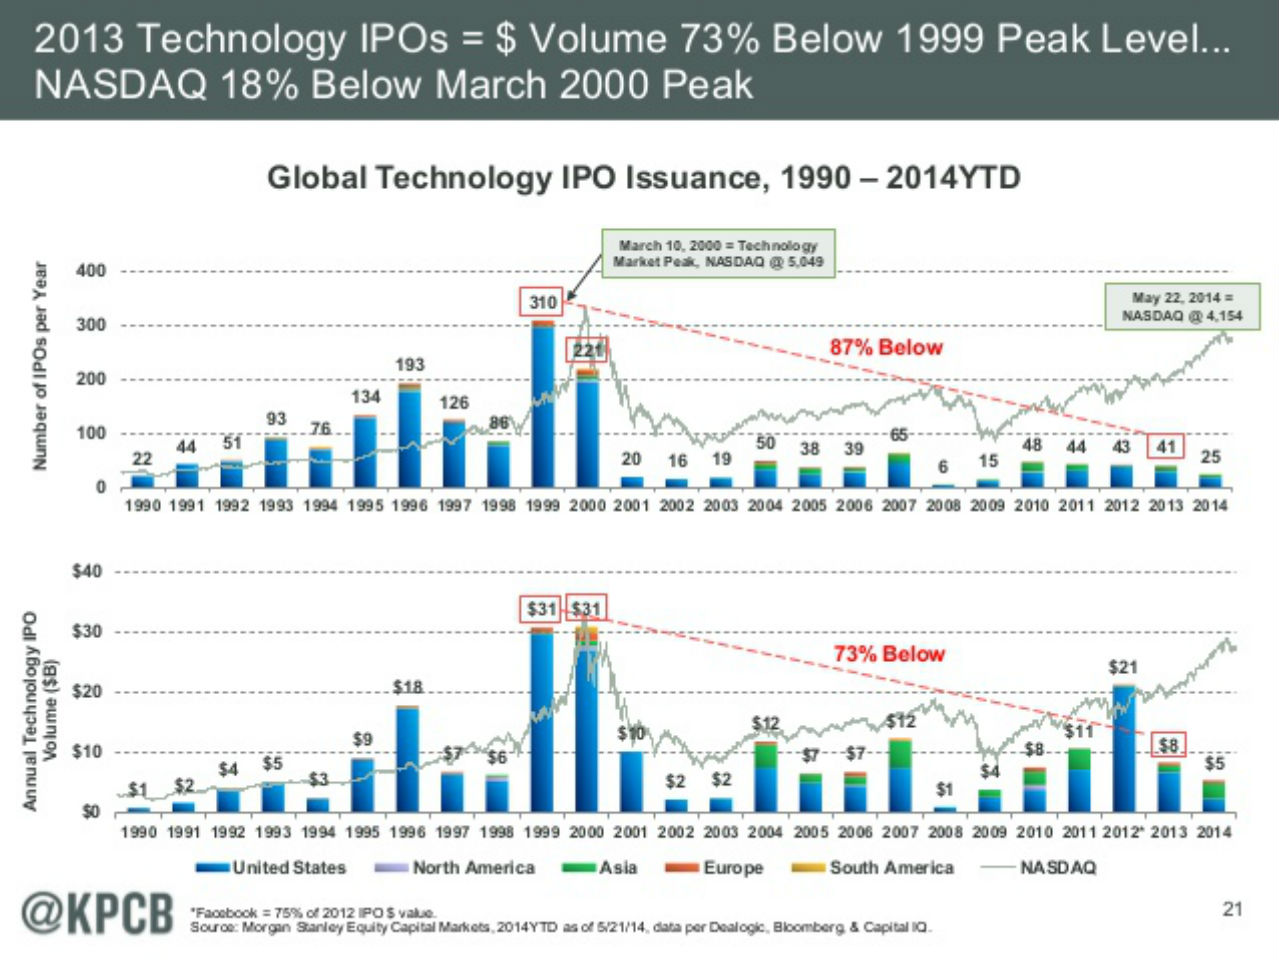 2013 Technology IPOs = $ Volume 73% Below 1999 Peak Level...
NASDAQ 18% Below March 2000 Peak
Global Technology IPO Issuance, 1990 – 2014YTD
March 10, 2000 = Technology
Market Peak, NASDAQ @ 5,049
May 22, 2014 =
NASDAQ @ 4,154
Number of IPOs per Year
400
300
200
100
0
22 44 51 93 76 134 193 126 86 310 221 20 16 19 50 38 39 65 6 15 48 44 43 41 25
87% Below
1990 1991 1992 1993 1994 1995 1996 1997 1998 1999 2000 2001 2002 2003 2004 2005 2006 2007 2008 2009 2010 2011 2012 2013 2014
Annual Technology IPO
Volume ($B)
$40
$30
$20
$10
$0
$1 $2 $4 $5 $3 $9 $18 $7 $6 $31 $31 $10 $2 $2 $12 $7 $7 $12 $1 $4 $8 $11 $21 $8 $5
73% Below
1990 1991 1992 1993 1994 1995 1996 1997 1998 1999 2000 2001 2002 2003 2004 2005 2006 2007 2008 2009 2010 2011 2012* 2013 2014
United States North America Asia Europe South America NASDAQ
@KPCB
*Facebook = 75% of 2012 IPO $ value.
Source: Morgan Stanley Equity Capital Markets, 2014YTD as of 5/21/14, data per Dealogic, Bloomberg, & Capital IQ.
21